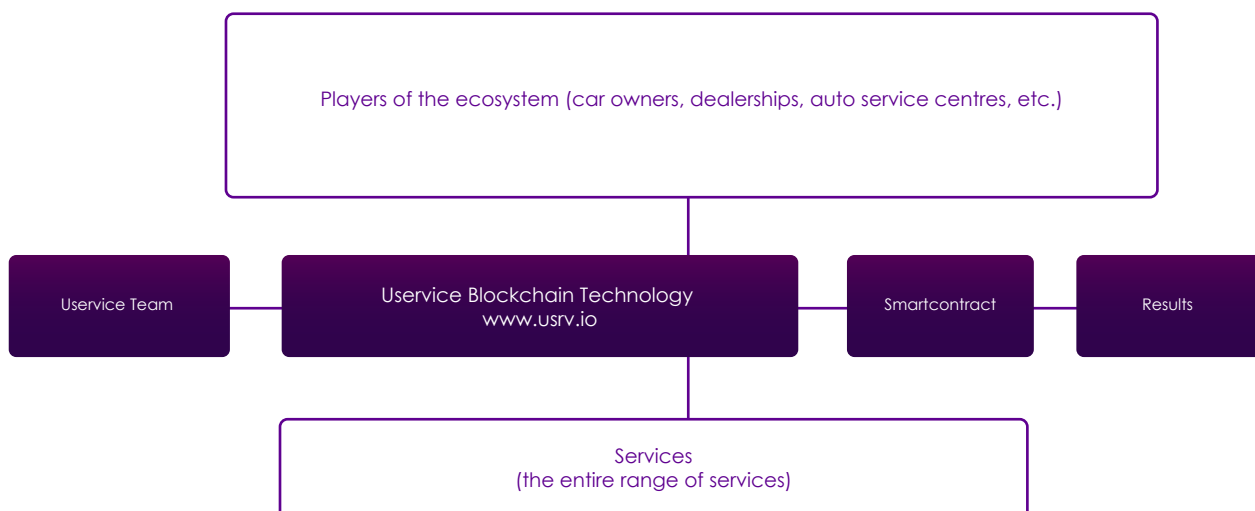 Players of the ecosystem (car owners, dealerships, auto service centres, etc.)
Uservice Team
Uservice Blockchain Technology
www.usrv.io
Smartcontract
Results
Services
(the entire range of services)